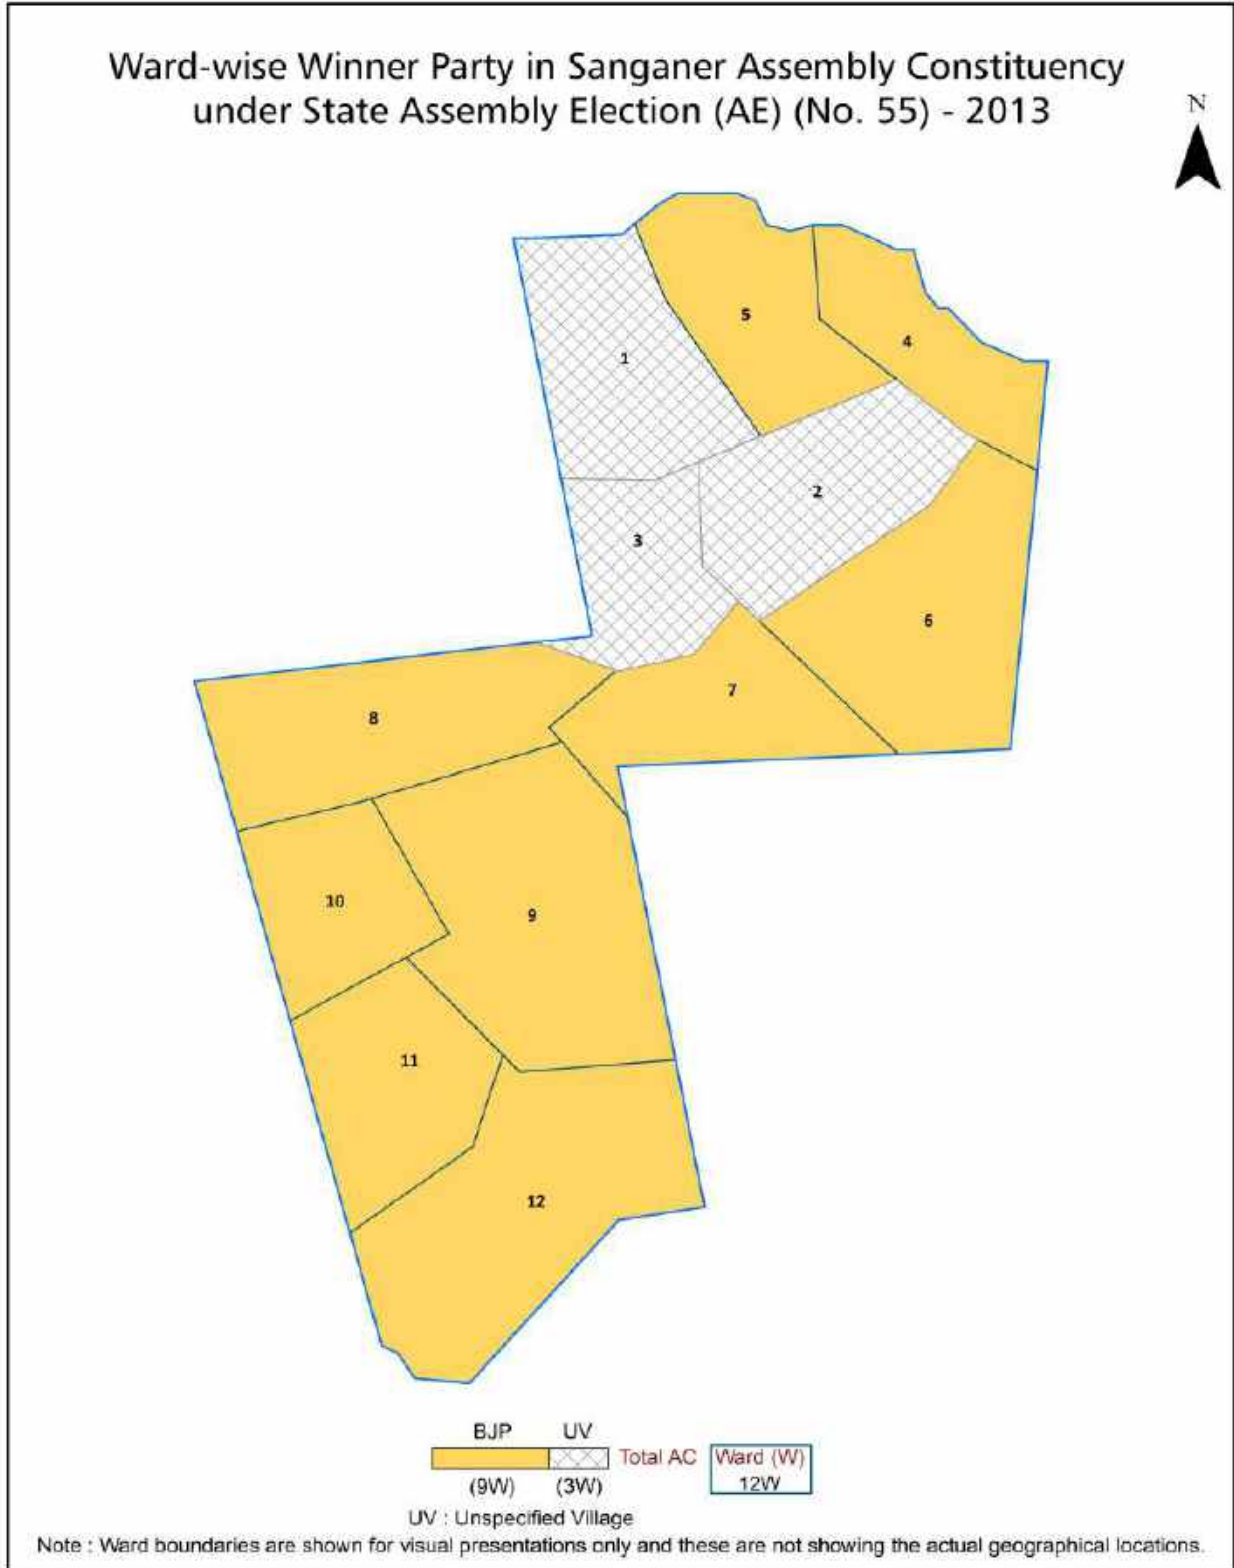 Ward-wise Winner Party in Sanganer Assembly Constituency
under State Assembly Election (AE) (No. 55) - 2013
N
5
4
1
2
3
6
7
8
10
9
11
12
BJP UV
Total AC Ward (W)
(9W) (3W) 12W
UV : Unspecified Village
Note : Ward boundaries are shown for visual presentations only and these are not showing the actual geographical locations.